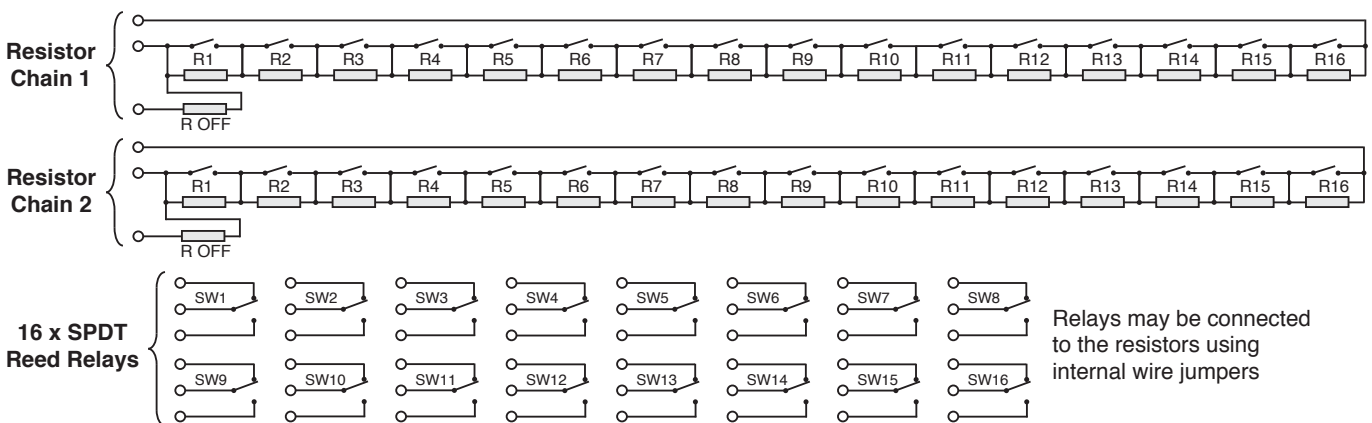 Resistor
Chain 1
R1 R2 R3 R4 R5 R6 R7 R8 R9 R10 R11 R12 R13 R14 R15 R16
R OFF
Resistor
Chain 2
R1 R2 R3 R4 R5 R6 R7 R8 R9 R10 R11 R12 R13 R14 R15 R16
R OFF
16 x SPDT
Reed Relays
SW1 SW2 SW3 SW4 SW5 SW6 SW7 SW8
SW9 SW10 SW11 SW12 SW13 SW14 SW15 SW16
Relays may be connected
to the resistors using
internal wire jumpers